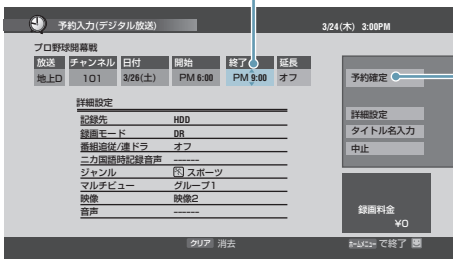 予約入力(デジタル放送) 3/24(木) 3:00PM
プロ野球開幕戦
放送 チャンネル 日付 開始 終了 延長
地上D 101 3/26(土) PM 6:00 PM 9:00 オフ
詳細設定
記録先 HDD
録画モード DR
番組追従/連ドラ オフ
二カ国語時記録音声 ------
ジャンル スポーツ
マルチビュー グループ1
映像 映像2
音声 ------
予約確定
詳細設定
タイトル名入力
中止
録画料金
¥0
クリア 消去
ホームメニュー で終了